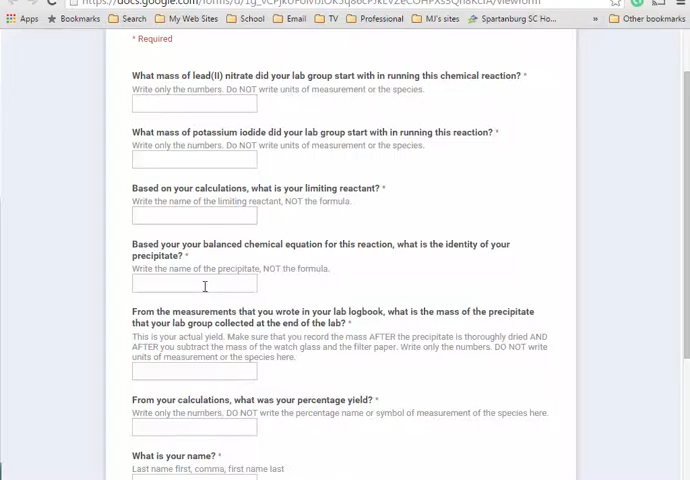 Apps Bookmarks Search My Web Sites School Email TV Professional MJ's sites Spartanburg SC Ho... » Other bookmarks
* Required
What mass of lead(II) nitrate did your lab group start with in running this chemical reaction? *
Write only the numbers. Do NOT write units of measurement or the species.
What mass of potassium iodide did your lab group start with in running this reaction? *
Write only the numbers. Do NOT write units of measurement or the species.
Based on your calculations, what is your limiting reactant? *
Write the name of the limiting reactant, NOT the formula.
Based your your balanced chemical equation for this reaction, what is the identity of your
precipitate? *
Write the name of the precipitate, NOT the formula.
From the measurements that you wrote in your lab logbook, what is the mass of the precipitate
that your lab group collected at the end of the lab? *
This is your actual yield. Make sure that you record the mass AFTER the precipitate is thoroughly dried AND
AFTER you subtract the mass of the watch glass and the filter paper. Write only the numbers. DO NOT write
units of measurement or the species here.
From your calculations, what was your percentage yield? *
Write only the numbers. DO NOT write the percentage name or symbol of measurement of the species here.
What is your name? *
Last name first, comma, first name last